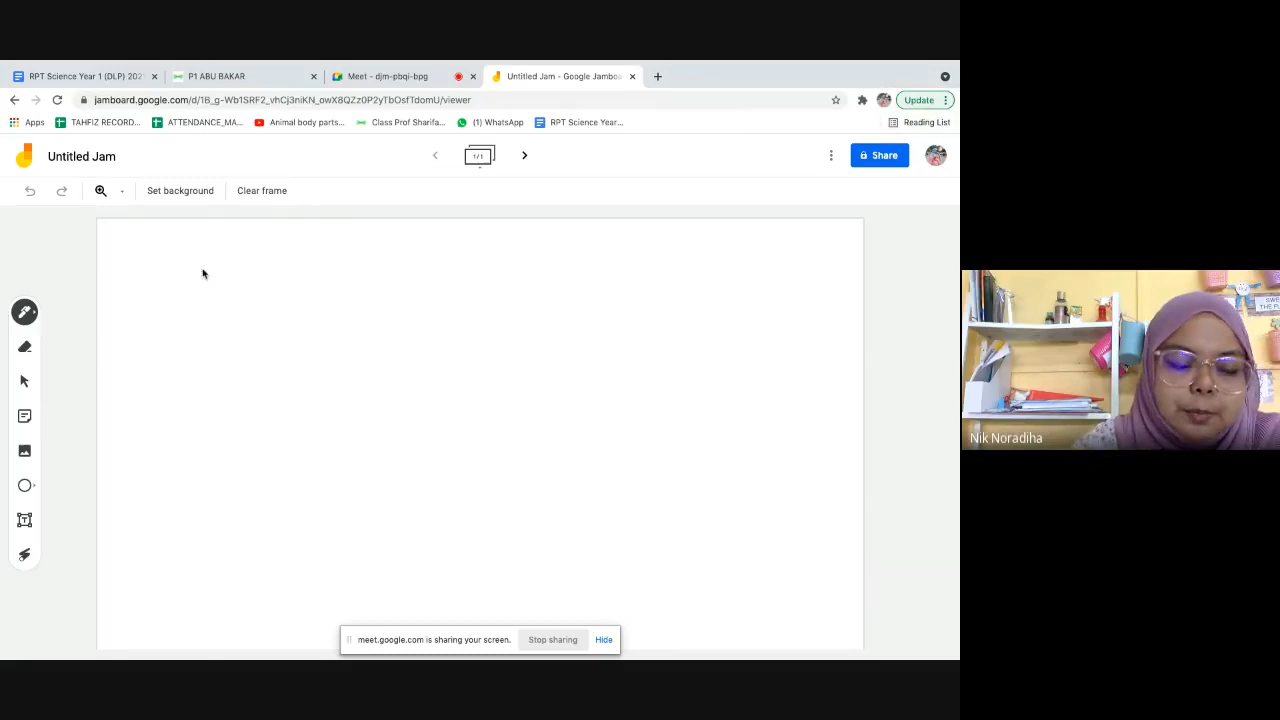 RPT Science Year 1 (DLP) 202
P1 ABU BAKAR
Meet - djm-pbqi-bpg
Untitled Jam - Google Jamboa
jamboard.google.com/d/1B_g-Wb1SRF2_vhCj3niKN_owX8QZz0P2yTbOsfTdomU/viewer
Update
Apps
TAHFIZ RECORD...
ATTENDANCE_MA...
Animal body parts...
Class Prof Sharifa...
(1) WhatsApp
RPT Science Year...
Reading List
Untitled Jam
1/1
Share
Set background
Clear frame
Nik Noradiha
meet.google.com is sharing your screen.
Stop sharing
Hide